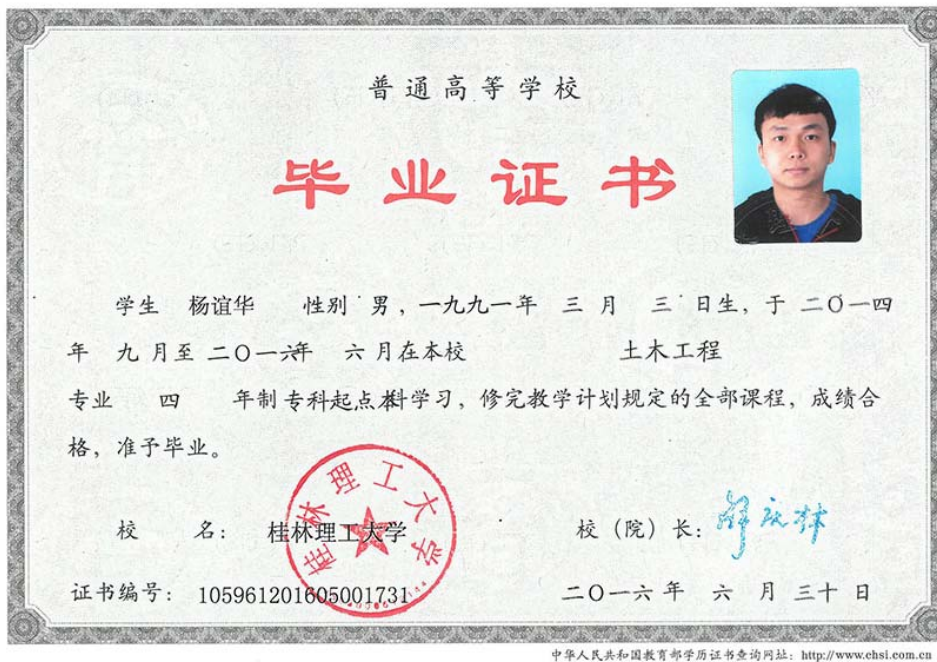 普通高等学校
毕业证书
学生 杨谊华 性别 男，一九九一年 三 月 三 日生，于 二〇一四
年 九 月至 二〇一六年 六 月在本校 土木工程
专业 四 年制 专科起点本科学习，修完教学计划规定的全部课程，成绩合
格，准予毕业。
桂林理工大学
校 名： 桂林理工大学 校（院）长：
证书编号： 105961201605001731 二〇一六 年 六 月 三十 日
中华人民共和国教育部学历证书查询网址：http://www.chsi.com.cn